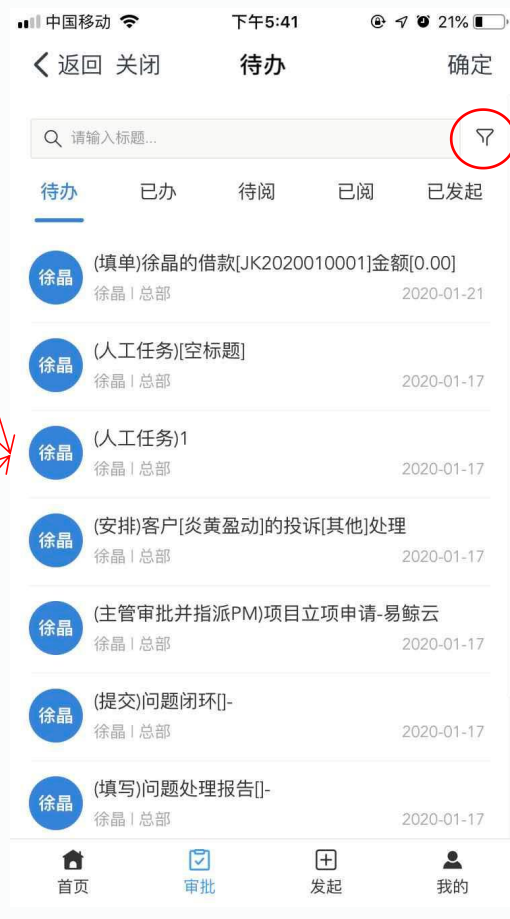 中国移动 下午5:41 21%
返回 关闭 待办 确定
请输入标题...
待办 已办 待阅 已阅 已发起
徐晶 (填单)徐晶的借款[JK2020010001]金额[0.00]
徐晶 | 总部 2020-01-21
徐晶 (人工任务)[空标题]
徐晶 | 总部 2020-01-17
徐晶 (人工任务)1
徐晶 | 总部 2020-01-17
徐晶 (安排)客户[炎黄盈动]的投诉[其他]处理
徐晶 | 总部 2020-01-17
徐晶 (主管审批并指派PM)项目立项申请-易鲸云
徐晶 | 总部 2020-01-17
徐晶 (提交)问题闭环[]-
徐晶 | 总部 2020-01-17
徐晶 (填写)问题处理报告[]-
徐晶 | 总部 2020-01-17
首页 审批 发起 我的